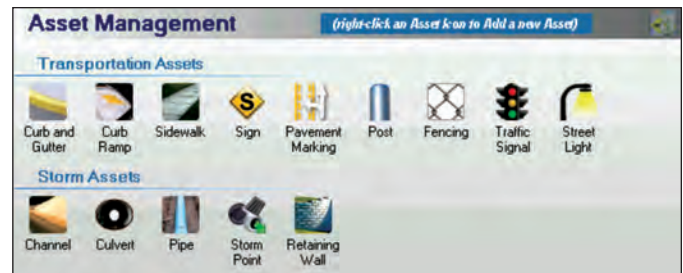 Asset Management
(right-click an Asset Icon to Add a new Asset)
Transportation Assets
S
Curb and Gutter
Curb Ramp
Sidewalk
Sign
Pavement Marking
Post
Fencing
Traffic Signal
Street Light
Storm Assets
Channel
Culvert
Pipe
Storm Point
Retaining Wall